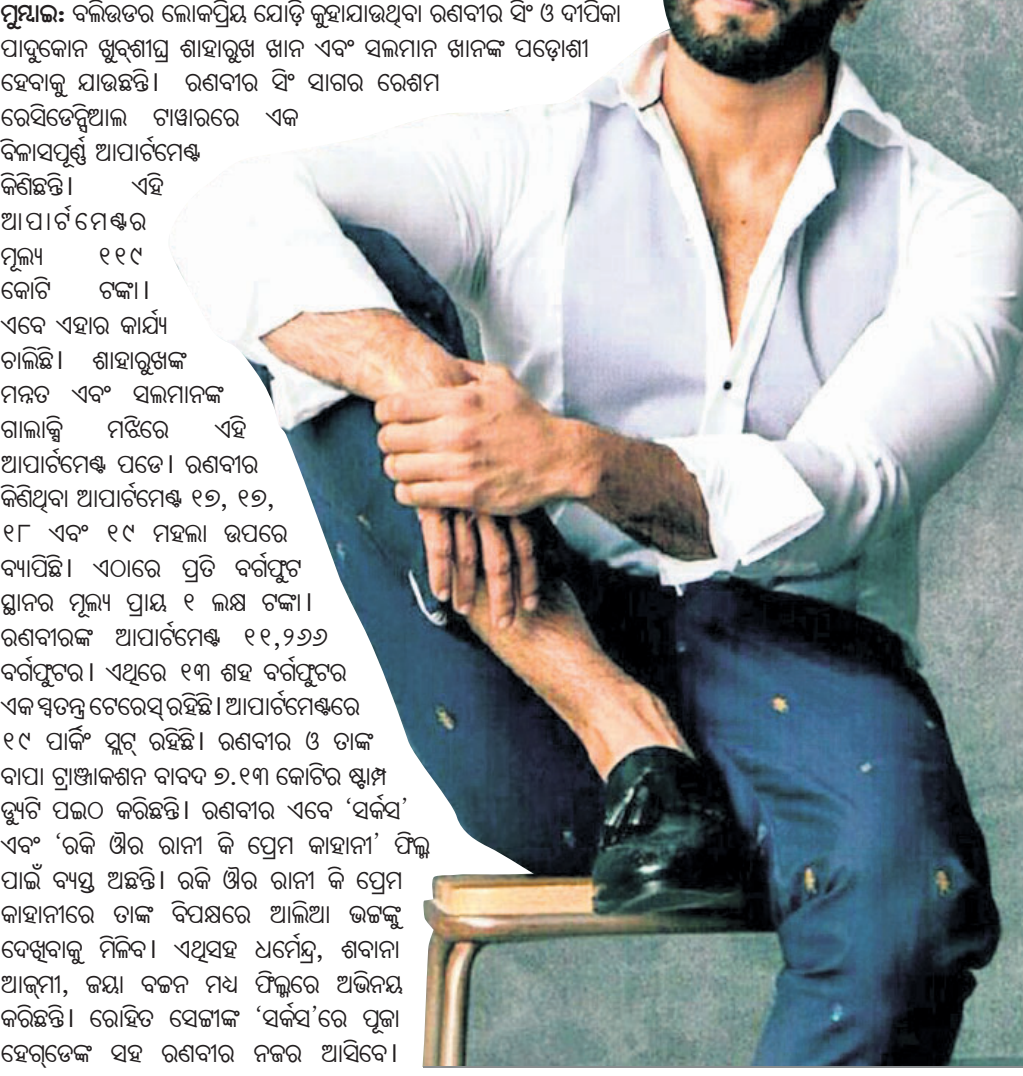 ମୁମ୍ବାଇ: ବଲିଉଡର ଲୋକପ୍ରିୟ ଯୋଡ଼ି କୁହାଯାଉଥିବା ରଣବୀର ସିଂ ଓ ଦୀପିକା
ପାଦୁକୋନ ଖୁବ୍‌ଶୀଘ୍ର ଶାହାରୁଖ ଖାନ ଏବଂ ସଲମାନ ଖାନଙ୍କ ପଡ଼ୋଶୀ
ହେବାକୁ ଯାଉଛନ୍ତି। ରଣବୀର ସିଂ ସାଗର ରେଶମ
ରେସିଡେନ୍ସିଆଲ ଟାୱାରରେ ଏକ
ବିଳାସପୂର୍ଣ୍ଣ ଆପାର୍ଟମେଣ୍ଟ
କିଣିଛନ୍ତି। ଏହି
ଆପାର୍ଟମେଣ୍ଟର
ମୂଲ୍ୟ ୧୧୯
କୋଟି ଟଙ୍କା।
ଏବେ ଏହାର କାର୍ଯ୍ୟ
ଚାଲିଛି। ଶାହାରୁଖଙ୍କ
ମନ୍ନତ ଏବଂ ସଲମାନଙ୍କ
ଗାଲାକ୍ସି ମଝିରେ ଏହି
ଆପାର୍ଟମେଣ୍ଟ ପଡେ। ରଣବୀର
କିଣିଥିବା ଆପାର୍ଟମେଣ୍ଟ ୧୭, ୧୭,
୧୮ ଏବଂ ୧୯ ମହଲା ଉପରେ
ବ୍ୟାପିଛି। ଏଠାରେ ପ୍ରତି ବର୍ଗଫୁଟ
ସ୍ଥାନର ମୂଲ୍ୟ ପ୍ରାୟ ୧ ଲକ୍ଷ ଟଙ୍କା।
ରଣବୀରଙ୍କ ଆପାର୍ଟମେଣ୍ଟ ୧୧,୨୬୬
ବର୍ଗଫୁଟର। ଏଥିରେ ୧୩ ଶହ ବର୍ଗଫୁଟର
ଏକ ସ୍ୱତନ୍ତ୍ର ଟେରେସ୍ ରହିଛି। ଆପାର୍ଟମେଣ୍ଟରେ
୧୯ ପାର୍କିଂ ସ୍ଲଟ୍ ରହିଛି। ରଣବୀର ଓ ତାଙ୍କ
ବାପା ଟ୍ରାଞ୍ଜାକଶନ ବାବଦ ୭.୧୩ କୋଟିର ଷ୍ଟାମ୍ପ
ଡ୍ୟୁଟି ପଇଠ କରିଛନ୍ତି। ରଣବୀର ଏବେ ‘ସର୍କସ’
ଏବଂ ‘ରକି ଔର ରାନୀ କି ପ୍ରେମ କାହାନୀ’ ଫିଲ୍ମ
ପାଇଁ ବ୍ୟସ୍ତ ଅଛନ୍ତି। ରକି ଔର ରାନୀ କି ପ୍ରେମ
କାହାନୀରେ ତାଙ୍କ ବିପକ୍ଷରେ ଆଲିଆ ଭଟ୍ଟଙ୍କୁ
ଦେଖିବାକୁ ମିଳିବ। ଏଥିସହ ଧର୍ମେନ୍ଦ୍ର, ଶବାନା
ଆଜ୍‌ମୀ, ଜୟା ବଚ୍ଚନ ମଧ୍ୟ ଫିଲ୍ମରେ ଅଭିନୟ
କରିଛନ୍ତି। ରୋହିତ ସେଟ୍ଟୀଙ୍କ ‘ସର୍କସ’ରେ ପୂଜା
ହେଗ୍‌ଡେଙ୍କ ସହ ରଣବୀର ନଜର ଆସିବେ।